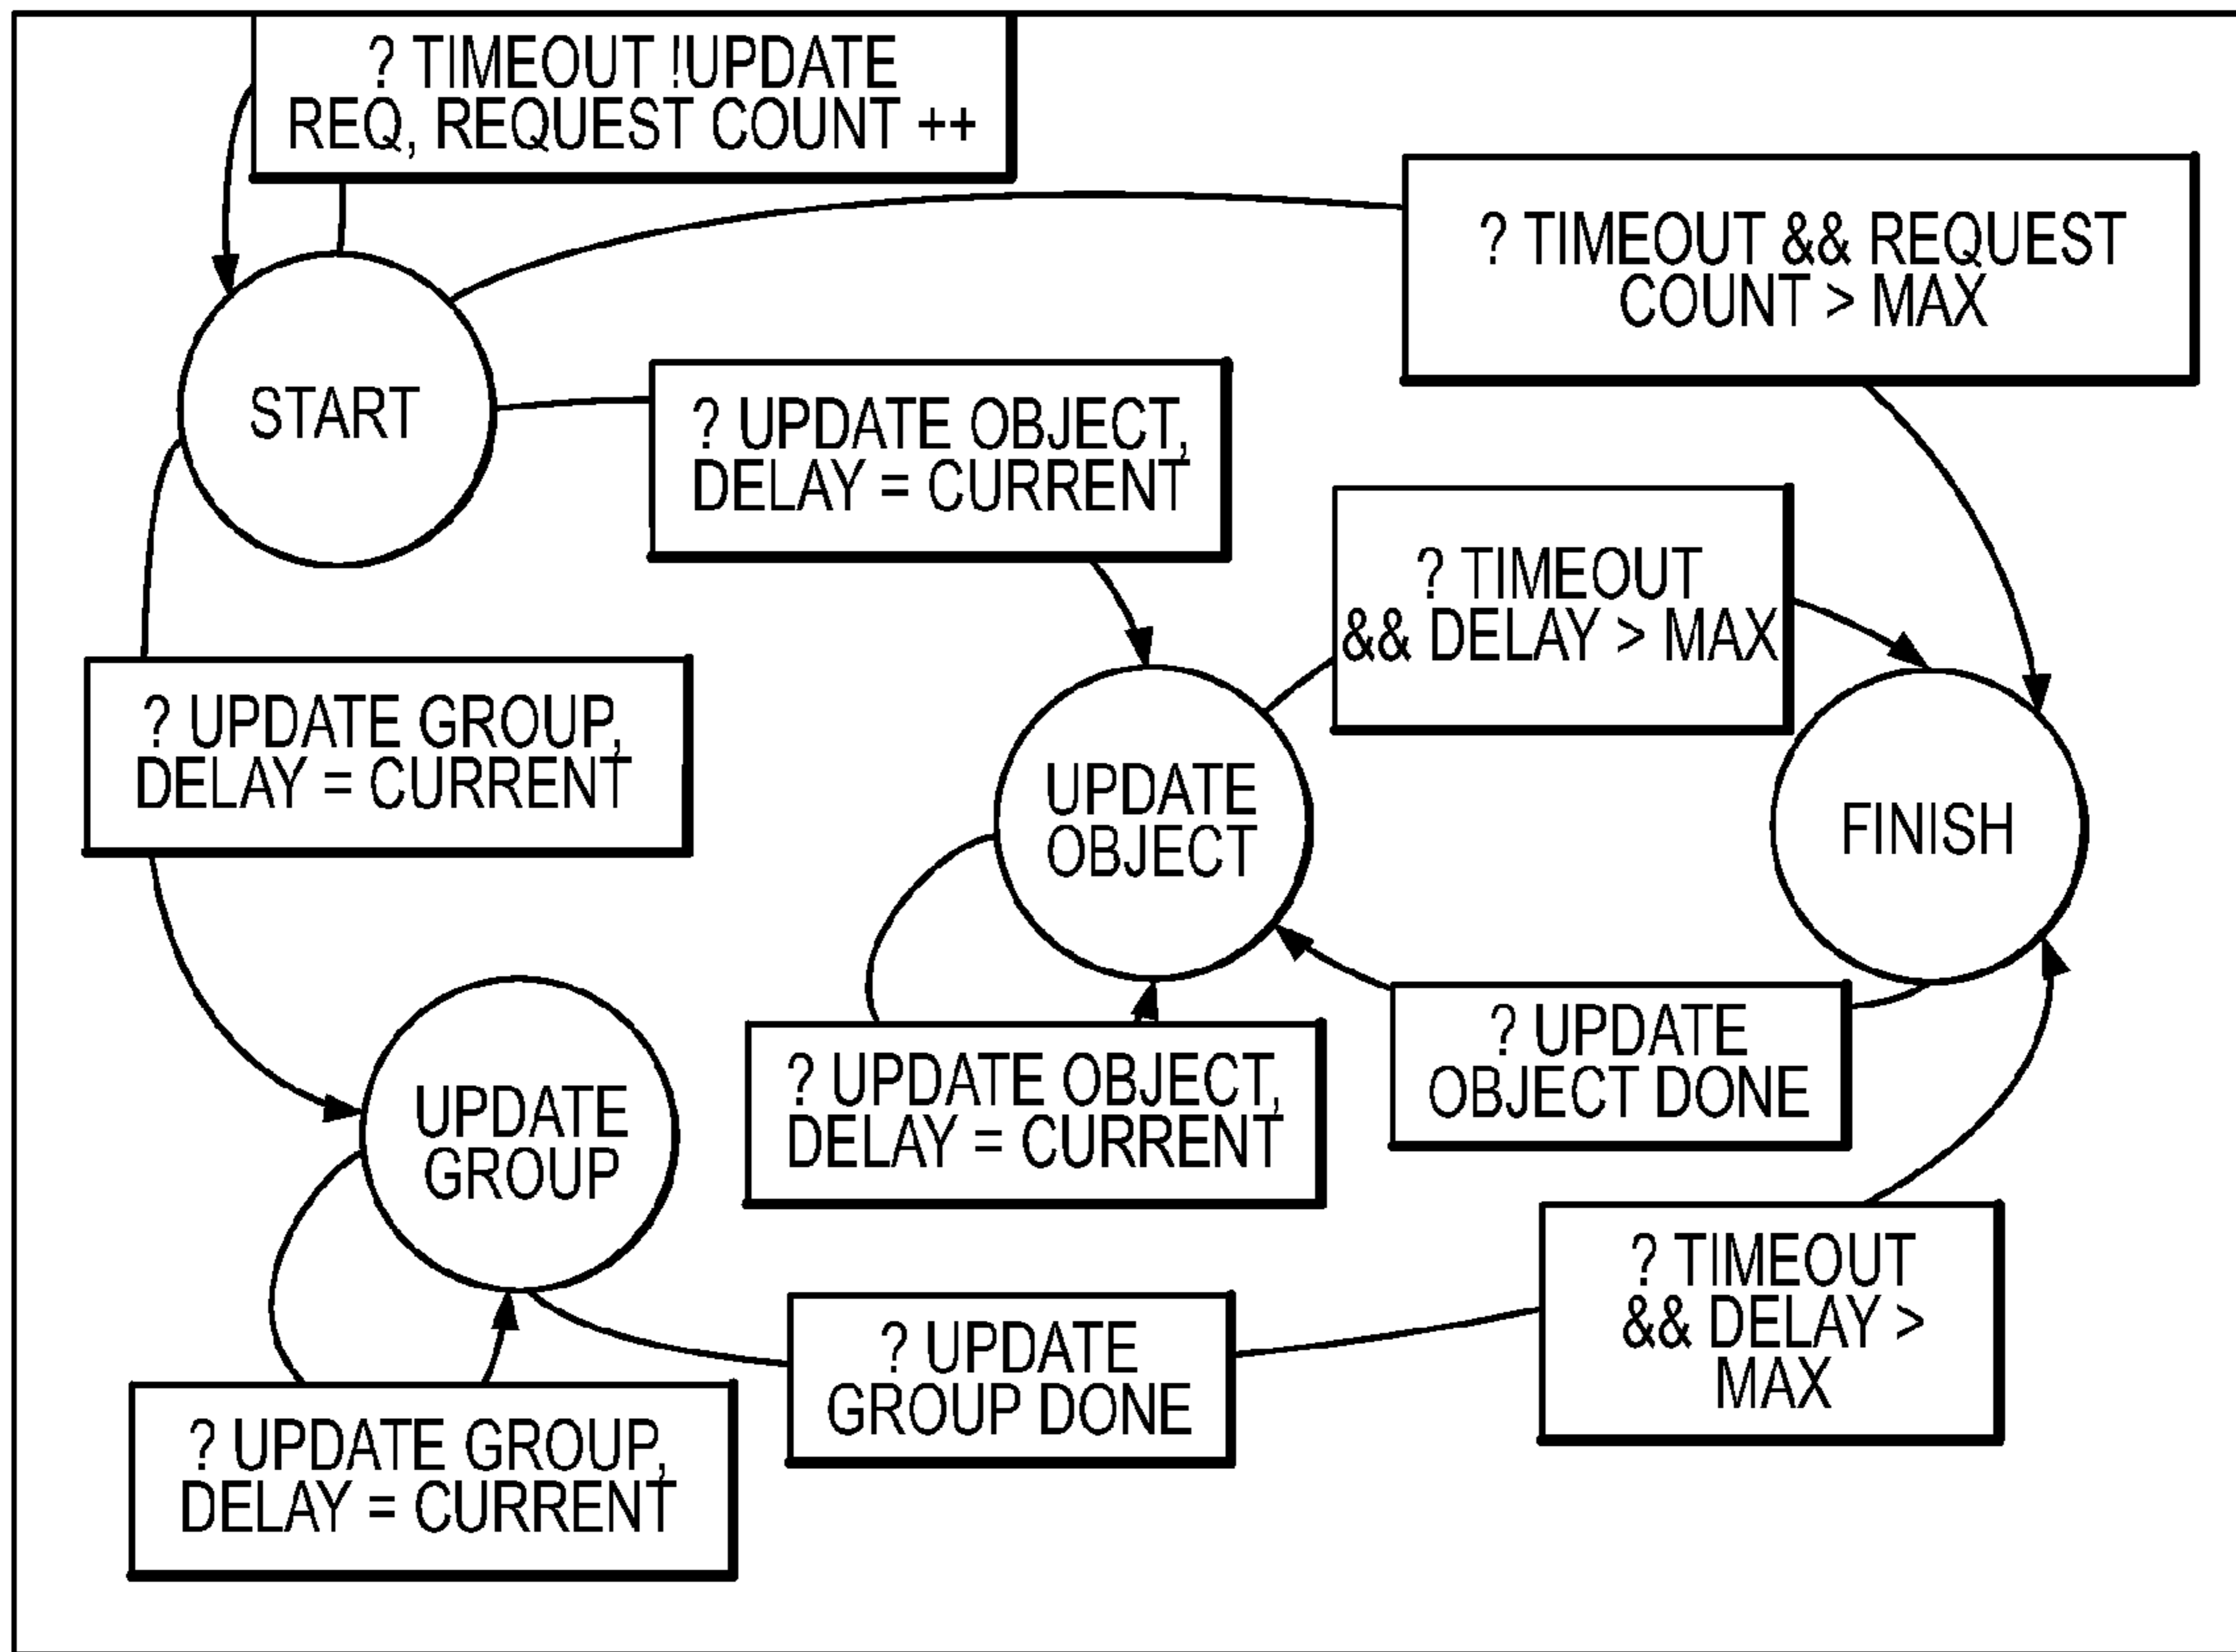 ? TIMEOUT !UPDATE
REQ, REQUEST COUNT ++
? TIMEOUT && REQUEST
COUNT > MAX
START
? UPDATE OBJECT,
DELAY = CURRENT
? TIMEOUT
&& DELAY > MAX
? UPDATE GROUP,
DELAY = CURRENT
UPDATE
OBJECT
FINISH
? UPDATE
OBJECT DONE
? UPDATE OBJECT,
DELAY = CURRENT
UPDATE
GROUP
? TIMEOUT
&& DELAY >
MAX
? UPDATE
GROUP DONE
? UPDATE GROUP,
DELAY = CURRENT